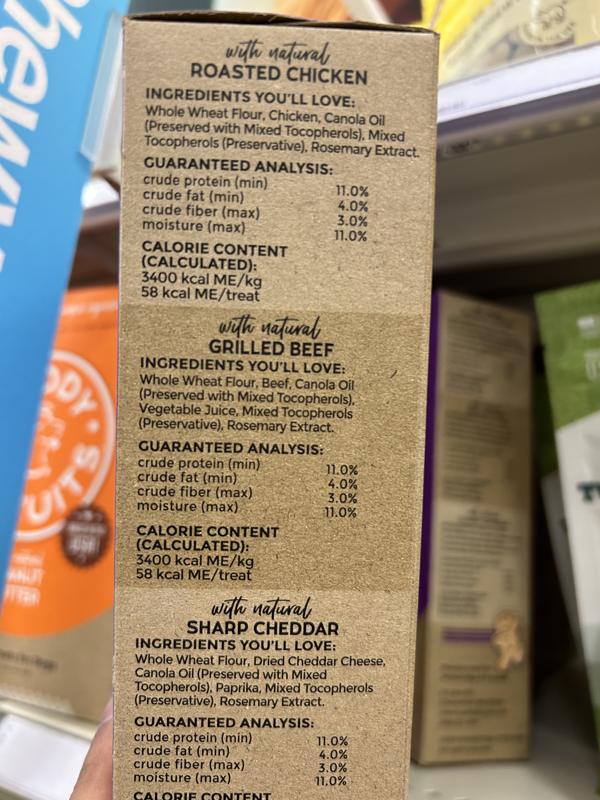 with natural
ROASTED CHICKEN
INGREDIENTS YOU'LL LOVE:
Whole Wheat Flour, Chicken, Canola Oil
(Preserved with Mixed Tocopherols), Mixed
Tocopherols (Preservative), Rosemary Extract.
GUARANTEED ANALYSIS:
crude protein (min) 11.0%
crude fat (min) 4.0%
crude fiber (max) 3.0%
moisture (max) 11.0%
CALORIE CONTENT
(CALCULATED):
3400 kcal ME/kg
58 kcal ME/treat
with natural
GRILLED BEEF
INGREDIENTS YOU'LL LOVE:
Whole Wheat Flour, Beef, Canola Oil
(Preserved with Mixed Tocopherols),
Vegetable Juice, Mixed Tocopherols
(Preservative), Rosemary Extract.
GUARANTEED ANALYSIS:
crude protein (min) 11.0%
crude fat (min) 4.0%
crude fiber (max) 3.0%
moisture (max) 11.0%
CALORIE CONTENT
(CALCULATED):
3400 kcal ME/kg
58 kcal ME/treat
with natural
SHARP CHEDDAR
INGREDIENTS YOU'LL LOVE:
Whole Wheat Flour, Dried Cheddar Cheese,
Canola Oil (Preserved with Mixed
Tocopherols), Paprika, Mixed Tocopherols
(Preservative), Rosemary Extract.
GUARANTEED ANALYSIS:
crude protein (min) 11.0%
crude fat (min) 4.0%
crude fiber (max) 3.0%
moisture (max) 11.0%
CALORIE CONTENT